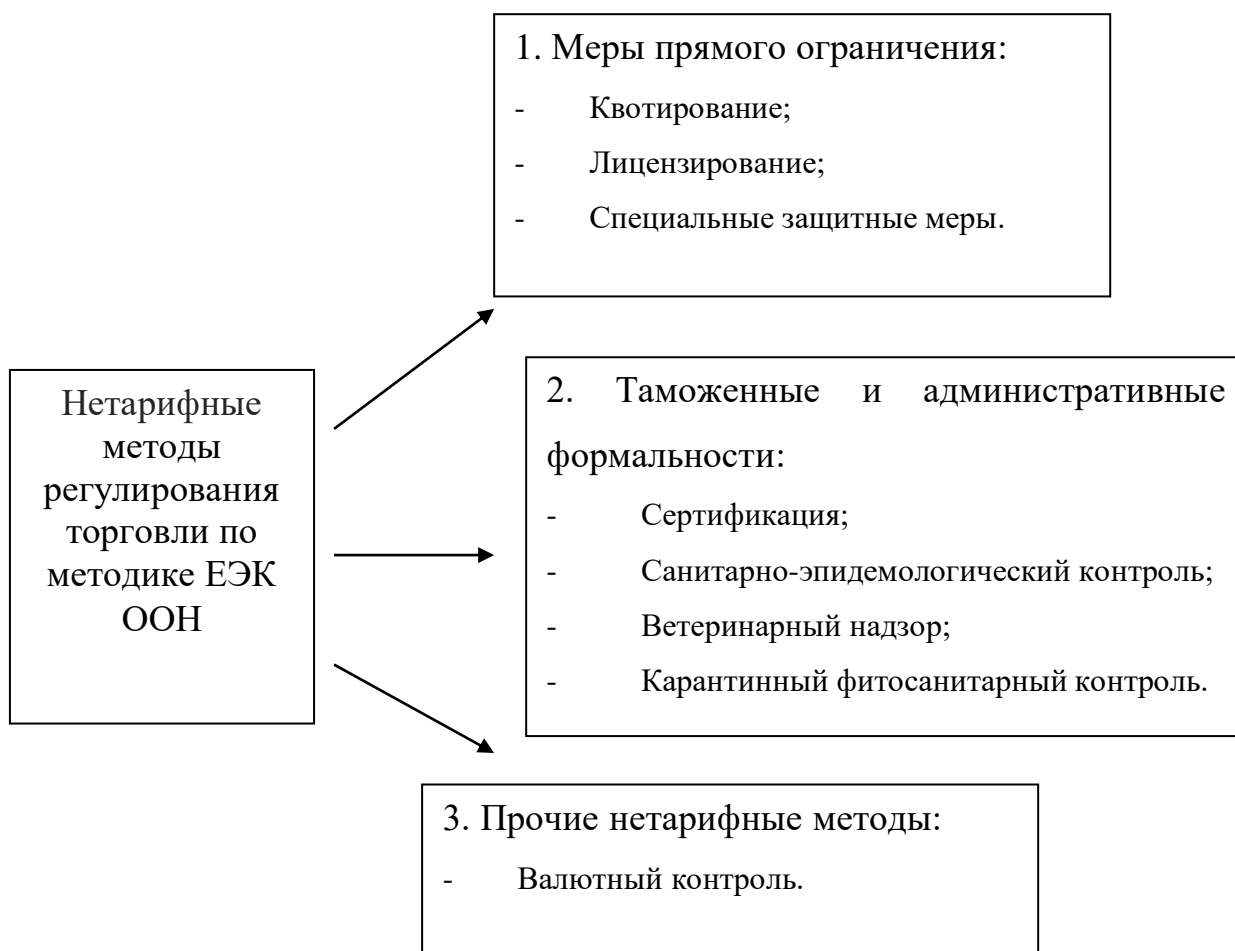 1. Меры прямого ограничения:
- Квотирование;
- Лицензирование;
- Специальные защитные меры.
Нетарифные
методы
регулирования
торговли по
методике ЕЭК
ООН
2. Таможенные и административные
формальности:
- Сертификация;
- Санитарно-эпидемологический контроль;
- Ветеринарный надзор;
- Карантинный фитосанитарный контроль.
3. Прочие нетарифные методы:
- Валютный контроль.